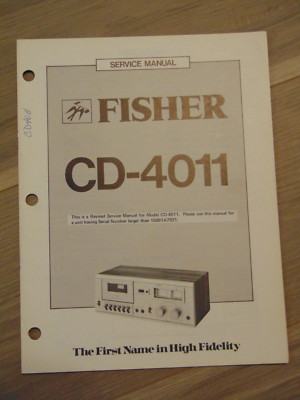 SERVICE MANUAL
FISHER
CD-4011
This is a Revised Service Manual for Model CD-4011. Please use this manual for
a unit having Serial Number larger than
The First Name in High Fidelity